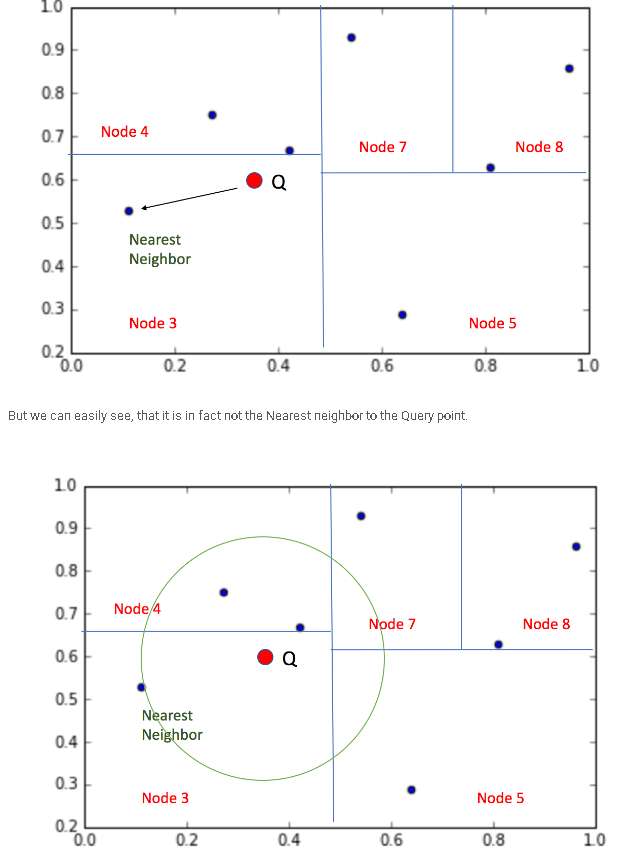 1.0
0.9
0.8
0.7
0.6
0.5
0.4
0.3
0.2
Node 4
Node 7
Node 8
Q
Nearest
Neighbor
Node 3
Node 5
0.0 0.2 0.4 0.6 0.8 1.0
But we can easily see, that it is in fact not the Nearest neighbor to the Query point.
1.0
0.9
0.8
0.7
0.6
0.5
0.4
0.3
0.2
Node 4
Node 7
Node 8
Q
Nearest
Neighbor
Node 3
Node 5
0.0 0.2 0.4 0.6 0.8 1.0